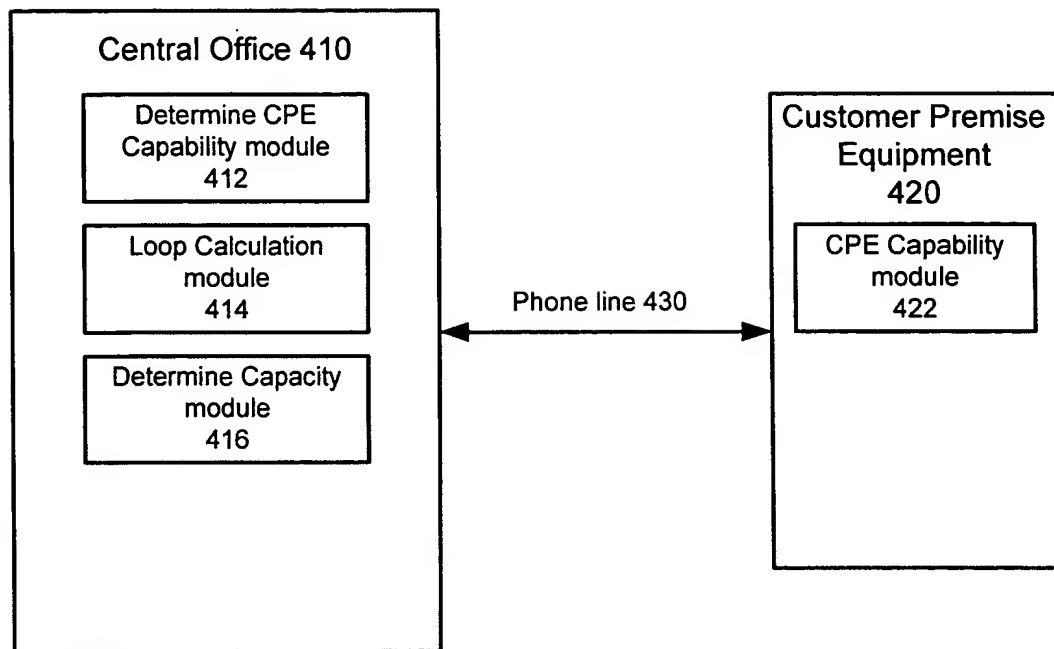 Central Office 410
Determine CPE
Capability module
412
Loop Calculation
module
414
Determine Capacity
module
416
Phone line 430
Customer Premise
Equipment
420
CPE Capability
module
422